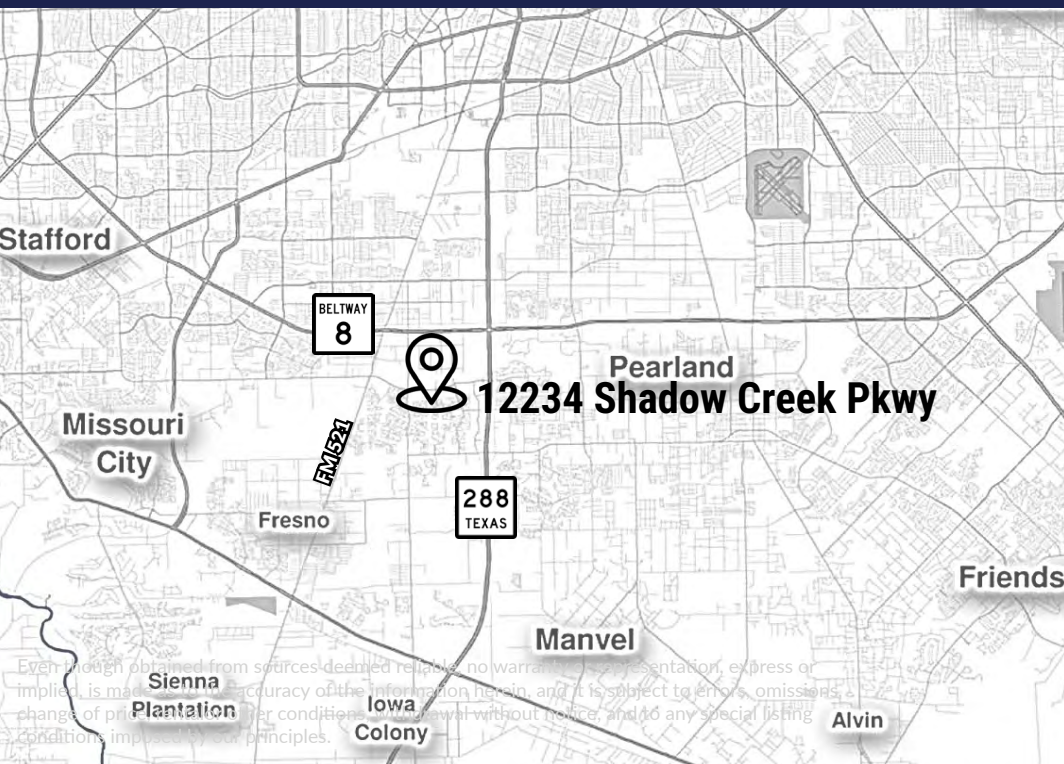 Stafford
BELTWAY
8
Pearland
12234 Shadow Creek Pkwy
Missouri
City
FM 521
288
TEXAS
Fresno
Friends
Manvel
Even though obtained from sources deemed reliable, no warranty or representation, express or
implied, is made as to the accuracy of the information herein, and it is subject to errors, omissions,
change of price, rental or other conditions, withdrawal without notice, and to any special listing
conditions imposed by our principles.
Sienna
Plantation
Iowa
Colony
Alvin